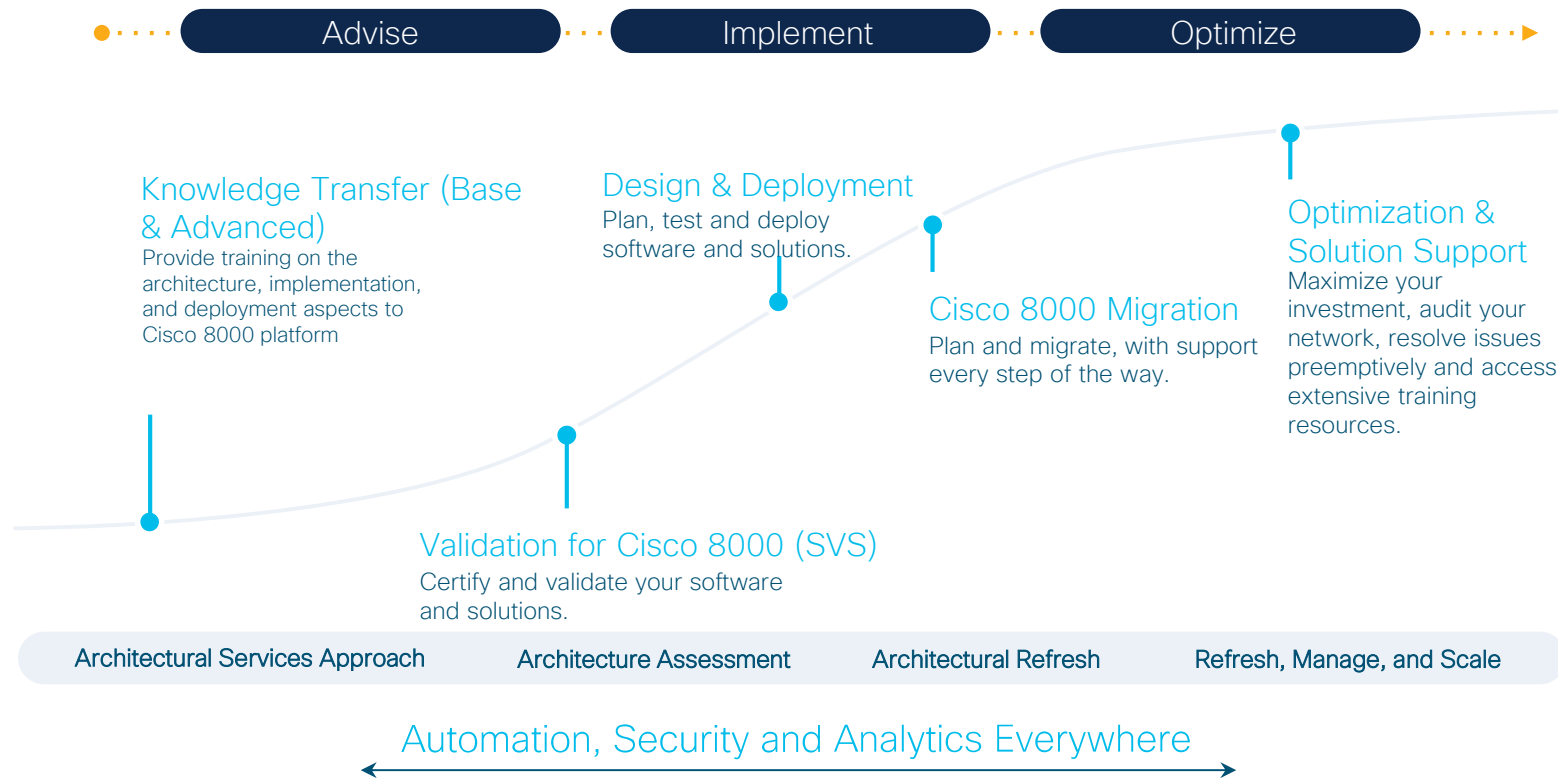 Advise
Implement
Optimize
Knowledge Transfer (Base
& Advanced)
Provide training on the
architecture, implementation,
and deployment aspects to
Cisco 8000 platform
Design & Deployment
Plan, test and deploy
software and solutions.
Optimization &
Solution Support
Maximize your
investment, audit your
network, resolve issues
preemptively and access
extensive training
resources.
Cisco 8000 Migration
Plan and migrate, with support
every step of the way.
Validation for Cisco 8000 (SVS)
Certify and validate your software
and solutions.
Architectural Services Approach
Architecture Assessment
Architectural Refresh
Refresh, Manage, and Scale
Automation, Security and Analytics Everywhere